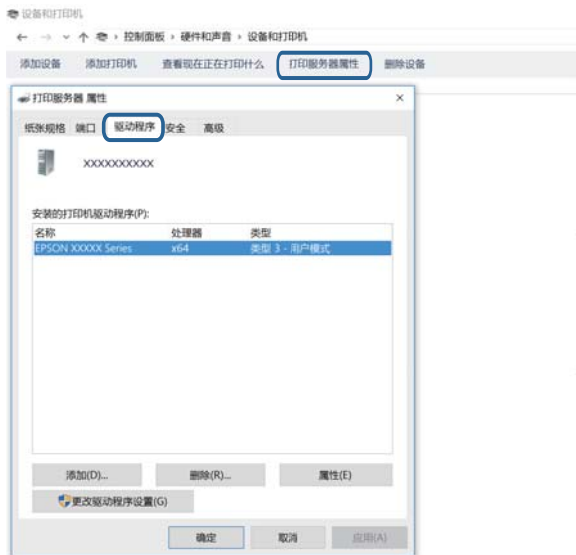 设备和打印机
控制面板 › 硬件和声音 › 设备和打印机
添加设备 添加打印机 查看现在正在打印什么 打印服务器属性 删除设备
打印服务器 属性
纸张规格 端口 驱动程序 安全 高级
XXXXXXXXXX
安装的打印机驱动程序(P):
名称 处理器 类型
EPSON XXXXX Series x64 类型 3 - 用户模式
添加(D)... 删除(R)... 属性(E)
更改驱动程序设置(G)
确定 取消 应用(A)